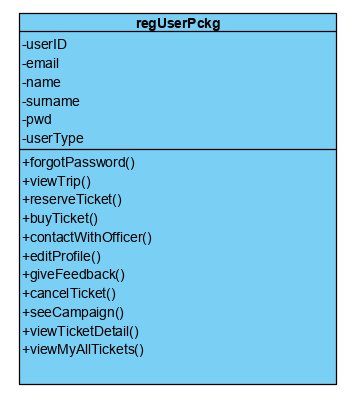 regUserPckg
-userID
-email
-name
-surname
-pwd
-userType
+forgotPassword()
+viewTrip()
+reserveTicket()
+buyTicket()
+contactWithOfficer()
+editProfile()
+giveFeedback()
+cancelTicket()
+seeCampaign()
+viewTicketDetail()
+viewMyAllTickets()